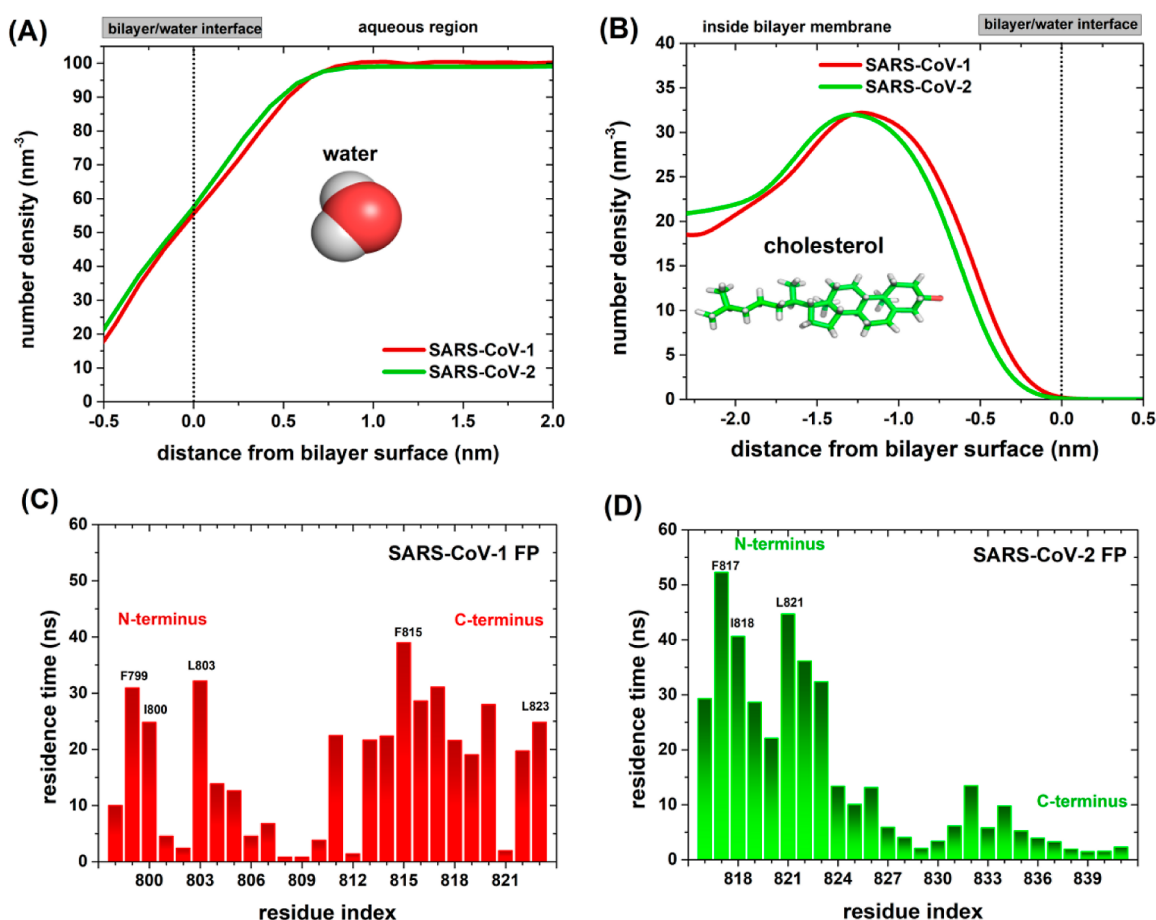 (A)
bilayer/water interface
aqueous region
number density (nm-3)
100
90
80
70
60
50
40
30
20
10
0
water
SARS-CoV-1
SARS-CoV-2
-0.5
0.0
0.5
1.0
1.5
2.0
distance from bilayer surface (nm)
(B)
inside bilayer membrane
bilayer/water interface
number density (nm-3)
40
35
30
25
20
15
10
5
0
SARS-CoV-1
SARS-CoV-2
cholesterol
-2.0
-1.5
-1.0
-0.5
0.0
0.5
distance from bilayer surface (nm)
(C)
residence time (ns)
60
50
40
30
20
10
0
SARS-CoV-1 FP
N-terminus
C-terminus
F799
I800
L803
F815
L823
800
803
806
809
812
815
818
821
residue index
(D)
residence time (ns)
60
50
40
30
20
10
0
N-terminus
SARS-CoV-2 FP
F817
I818
L821
C-terminus
818
821
824
827
830
833
836
839
residue index